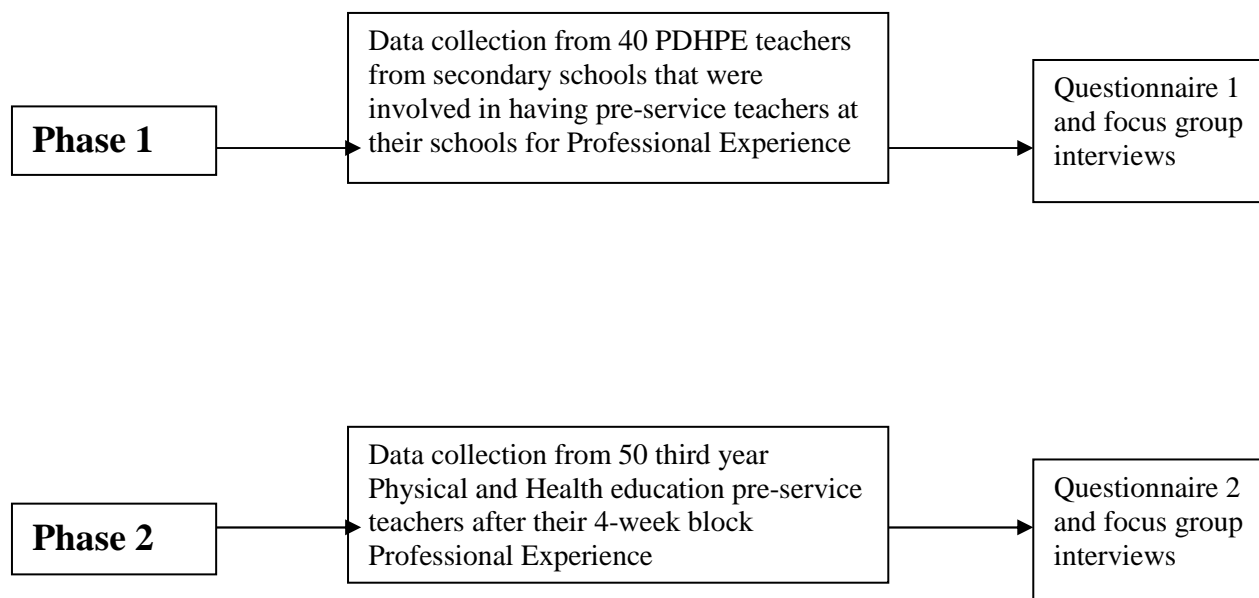 Phase 1
Data collection from 40 PDHPE teachers
from secondary schools that were
involved in having pre-service teachers at
their schools for Professional Experience
Questionnaire 1
and focus group
interviews
Phase 2
Data collection from 50 third year
Physical and Health education pre-service
teachers after their 4-week block
Professional Experience
Questionnaire 2
and focus group
interviews